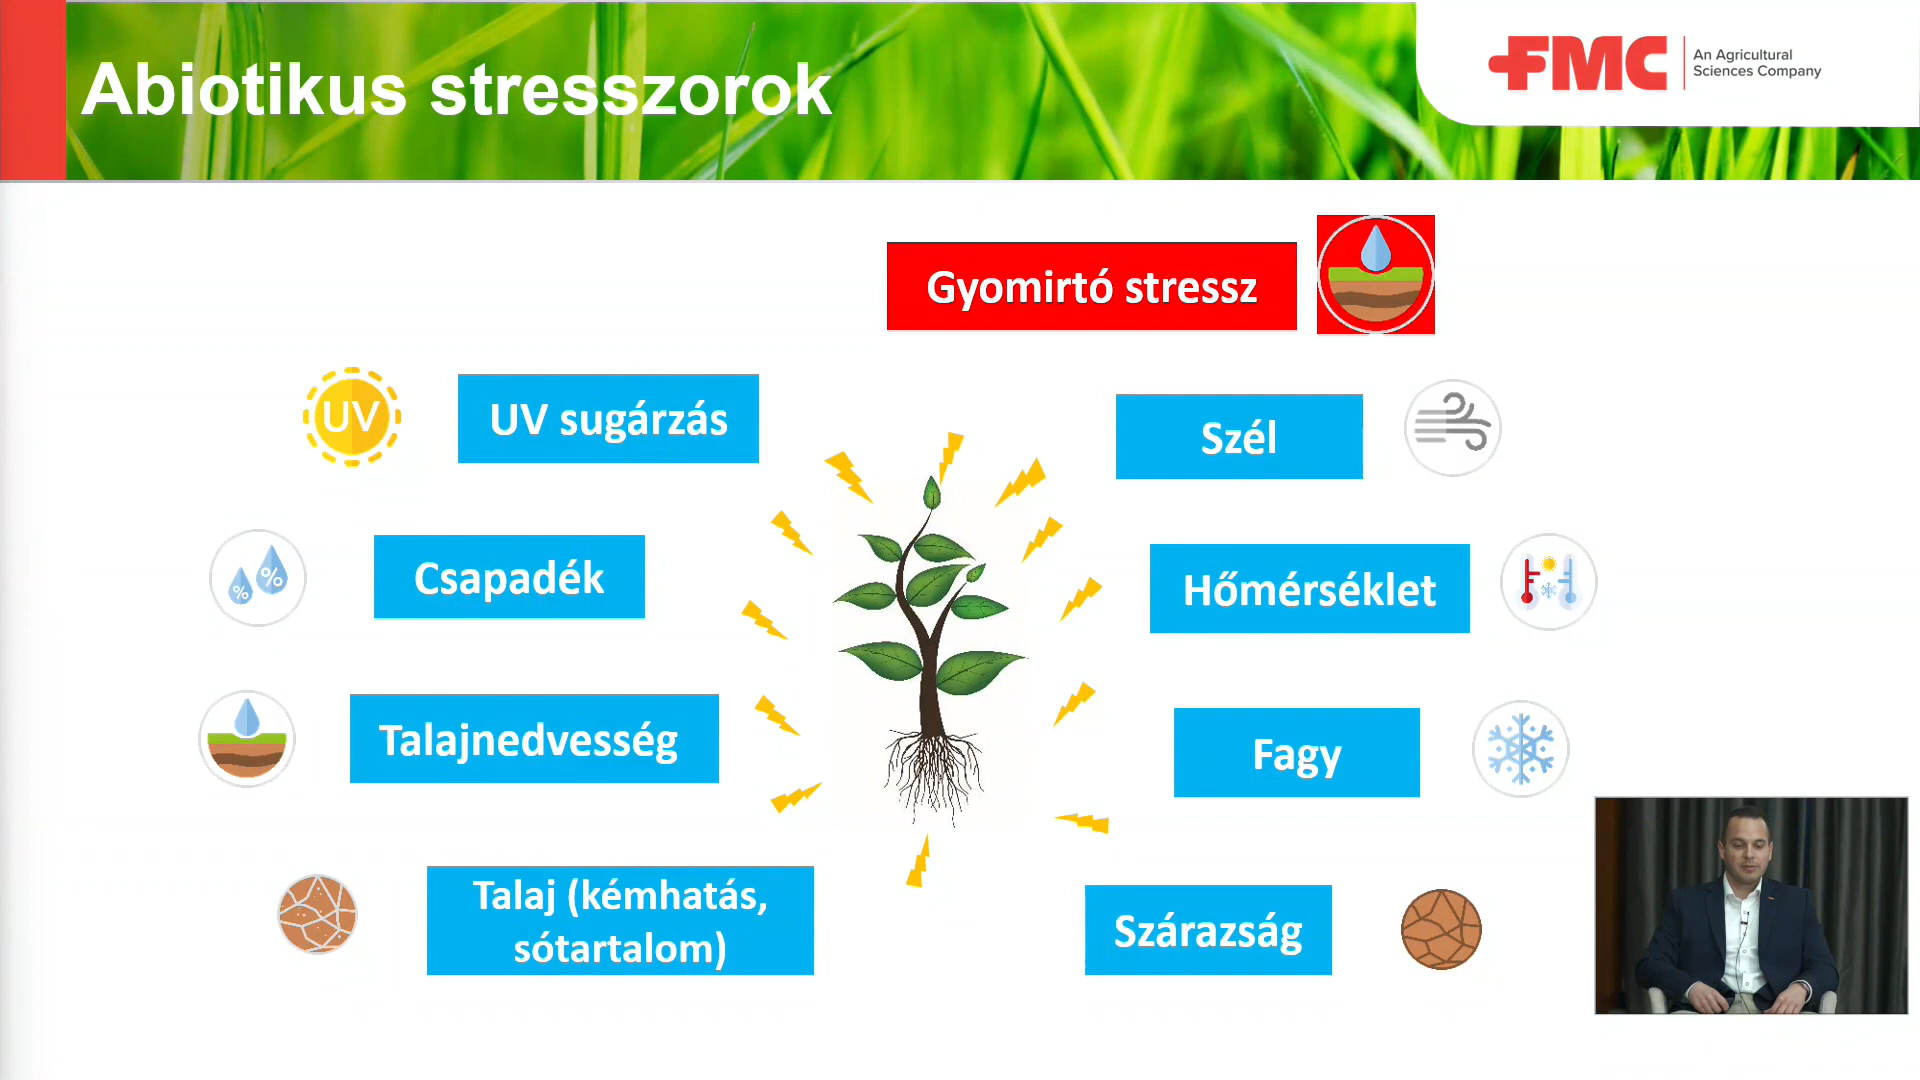 Abiotikus stresszorok
FMC
An Agricultural
Sciences Company
Gyomirtó stressz
UV
UV sugárzás
Szél
%
%
Csapadék
Hőmérséklet
Talajnedvesség
Fagy
Talaj (kémhatás,
sótartalom)
Szárazság